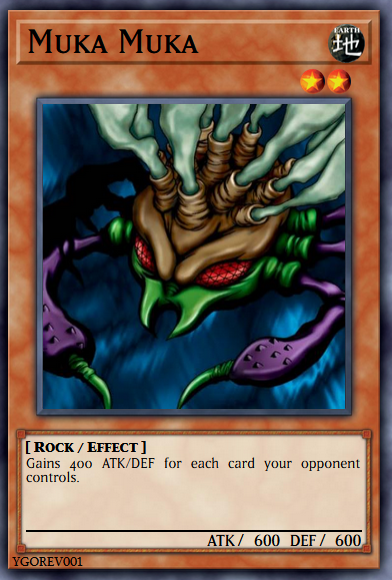 Muka Muka
EARTH
地
[ Rock / Effect ]
Gains 400 ATK/DEF for each card your opponent
controls.
ATK / 600 DEF / 600
YGOREV001